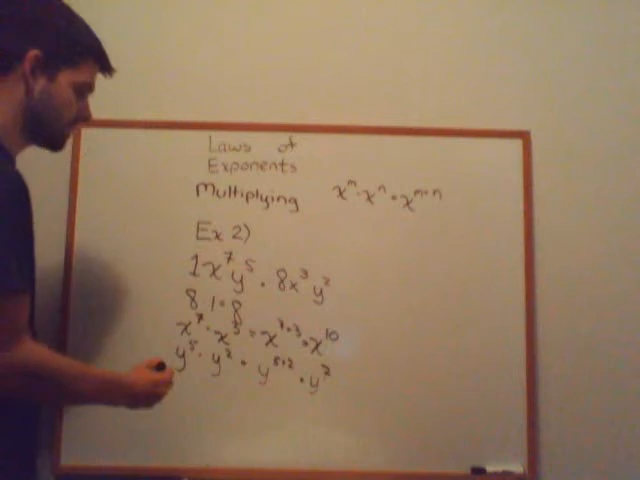 Laws of
Exponents
Multiplying x^m · x^n = x^{m+n}
Ex 2)
1x^7 y^5 · 8x^3 y^2
8 · 1 = 8
x^7 · x^3 = x^{7+3} = x^{10}
y^5 · y^2 = y^{5+2} = y^7